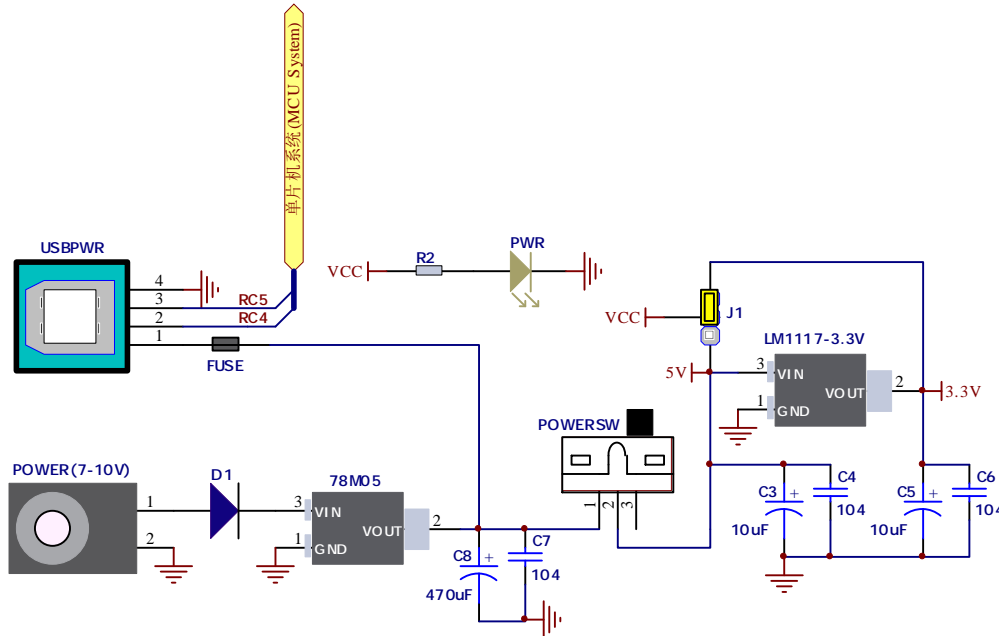 单片机系统(MCU System)
USBPWR
4
3
2
1
RC5
RC4
FUSE
VCC
R2
PWR
VCC
J1
LM1117-3.3V
5V
3
VIN
VOUT
2
3.3V
1
GND
POWERSW
1
2
3
POWER(7-10V)
1
2
D1
78M05
3
VIN
VOUT
2
1
GND
C8
+
470uF
C7
104
C3
+
10uF
C4
104
C5
+
10uF
C6
104